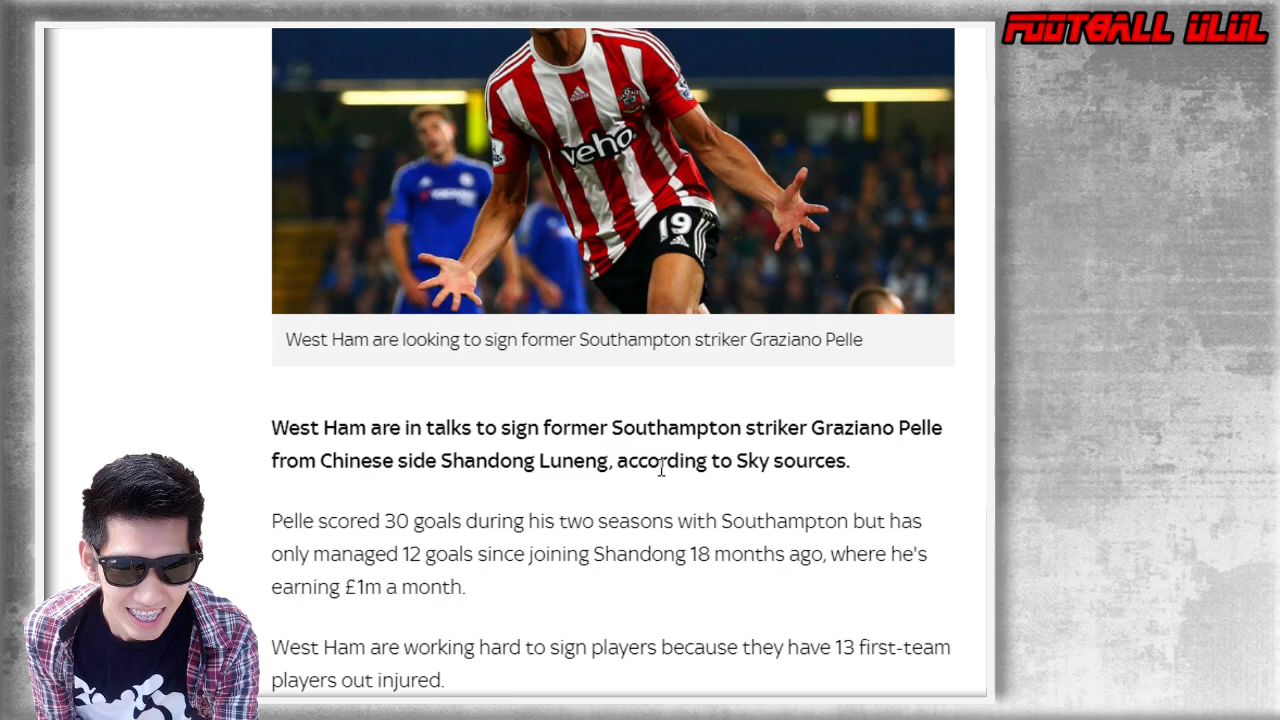 FOOTBALL ULUL
veho
19
West Ham are looking to sign former Southampton striker Graziano Pelle
West Ham are in talks to sign former Southampton striker Graziano Pelle
from Chinese side Shandong Luneng, according to Sky sources.
Pelle scored 30 goals during his two seasons with Southampton but has
only managed 12 goals since joining Shandong 18 months ago, where he's
earning £1m a month.
West Ham are working hard to sign players because they have 13 first-team
players out injured.